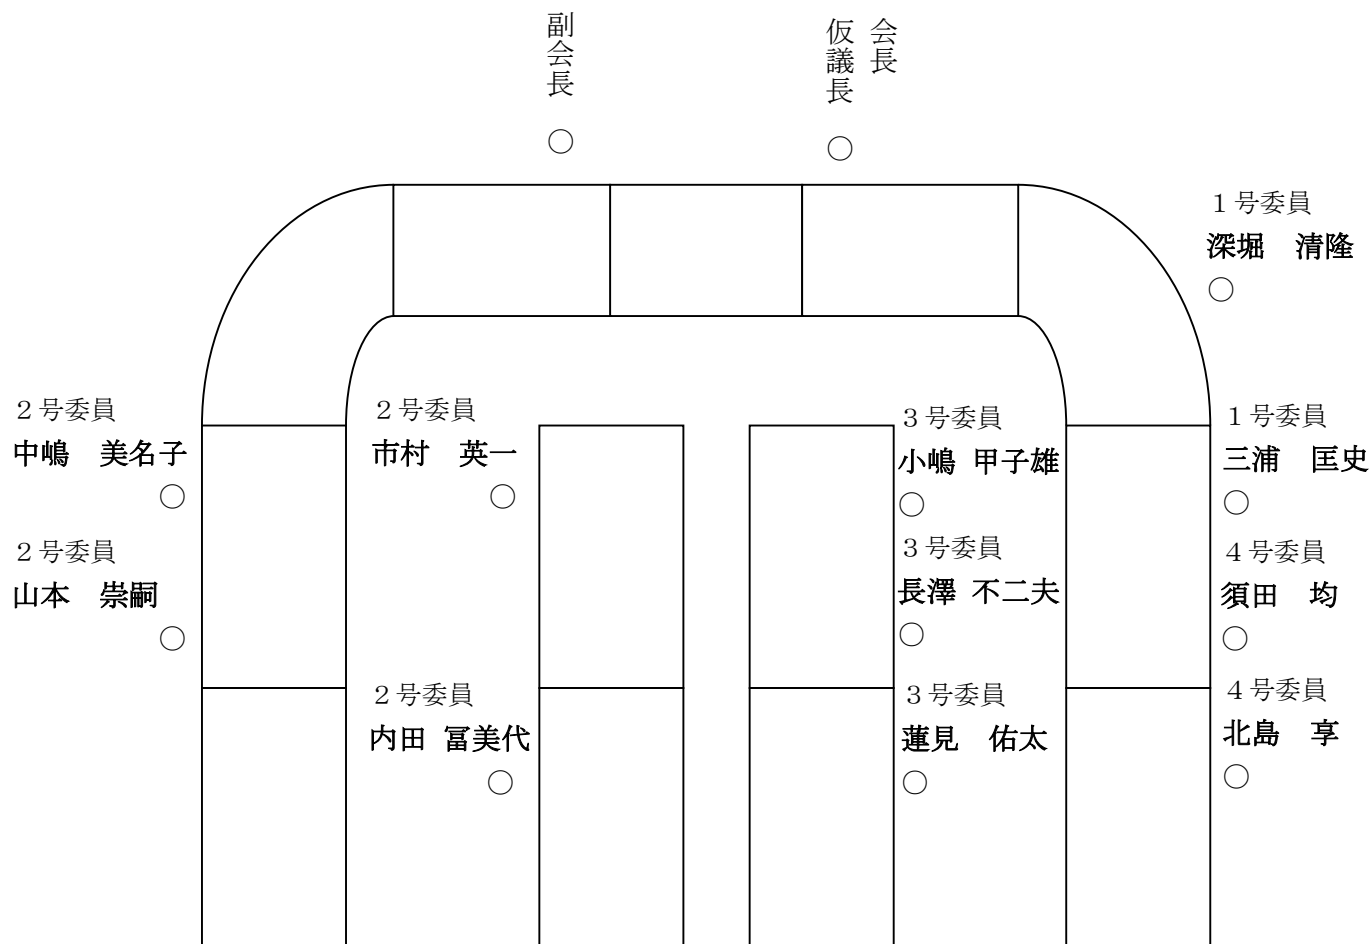 副会長
○
会長
仮議長
○
１号委員
深堀　清隆
○
２号委員
中嶋　美名子
○
２号委員
市村　英一
○
３号委員
小嶋 甲子雄
○
１号委員
三浦　匡史
○
２号委員
山本　崇嗣
○
３号委員
長澤 不二夫
○
４号委員
須田　均
○
２号委員
内田 冨美代
○
３号委員
蓮見　佑太
○
４号委員
北島　享
○